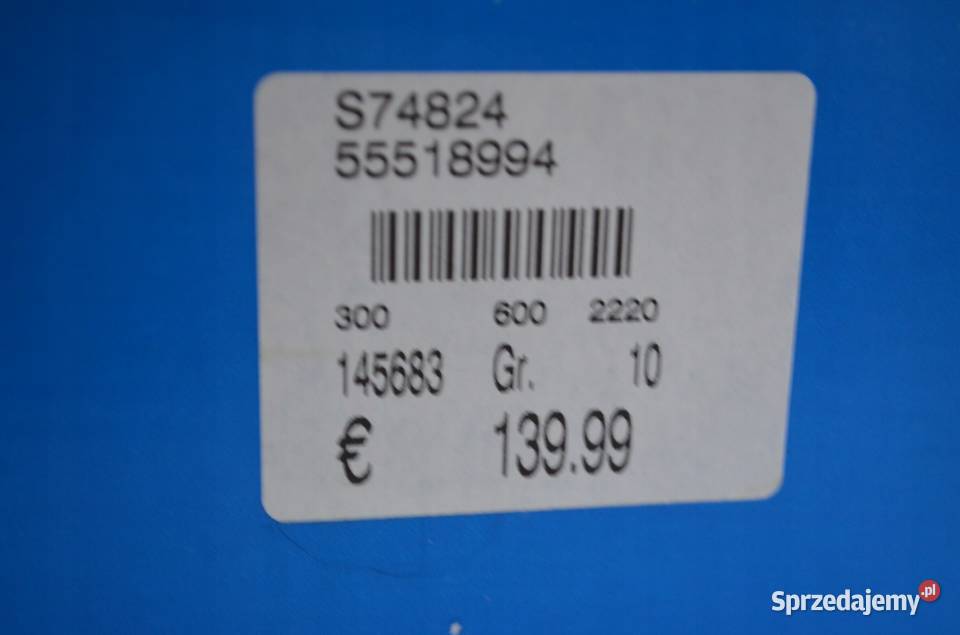 S74824
55518994
300 600 2220
145683 Gr. 10
€ 139.99
Sprzedajemy.pl